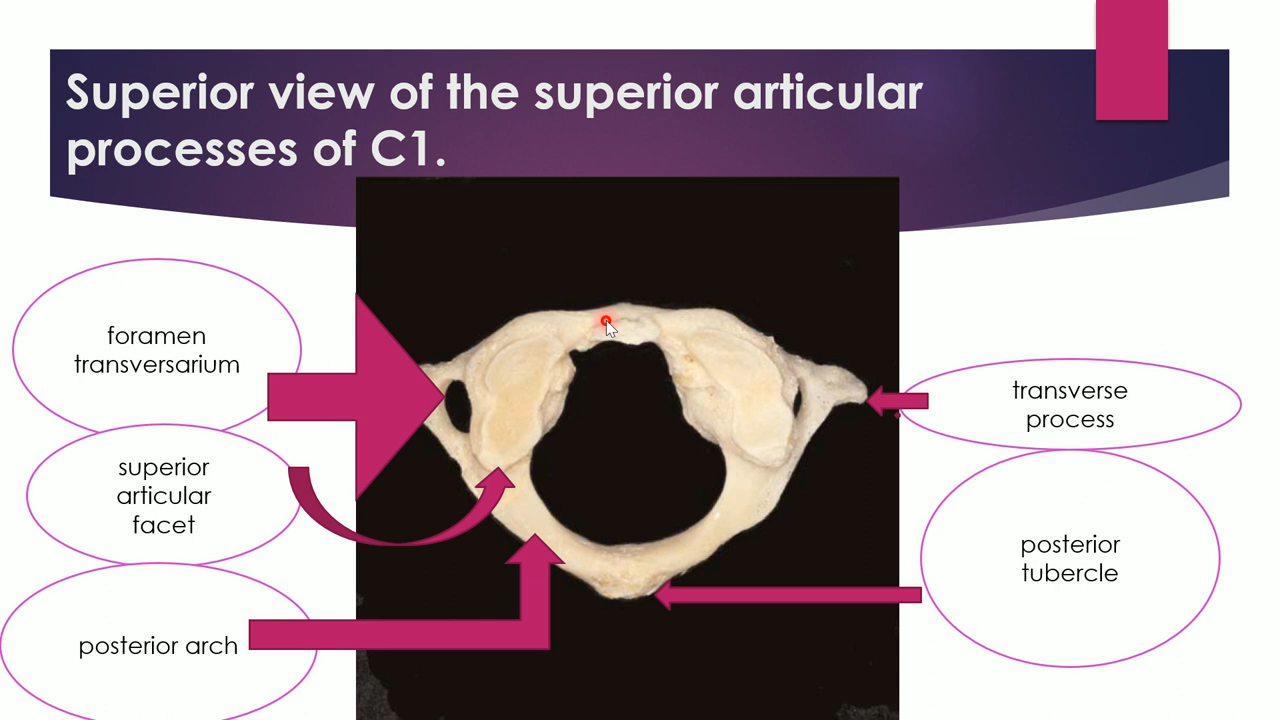 Superior view of the superior articular
processes of C1.
foramen
transversarium
superior
articular
facet
posterior arch
transverse
process
posterior
tubercle